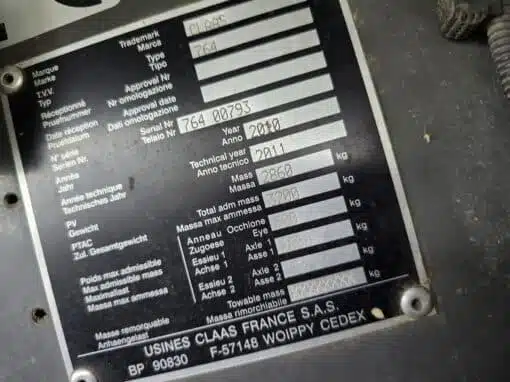 Marque Trademark CLAAS
Marke Marca
T.V.V. Type 764
Typ Tipo
Réceptionné Approval Nr
Pruefnummer Nr omologazione
Date réception Approval date
Pruefdatum Dati omologazione
N° série Serial Nr 764 00793
Serien Nr. Telaio Nr
Année Year 2010
Jahr Anno
Année technique Technical year 2011
Technisches Jahr Anno tecnico
PV Mass 2860 kg
Gewicht Massa
PTAC Total adm mass kg
Zul. Gesamtgewicht Massa max ammessa
Poids max admissible Anneau Occhione kg
Max admissible mass Zugoese Eye
Maximallast Essieu 1 Axle 1 kg
Massa max ammessa Achse 1 Asse 1
Essieu 2 Axle 2 kg
Achse 2 Asse 2
Masse remorquable Towable mass XXXXXXXX kg
Anhaengelast Massa rimorchiabile
USINES CLAAS FRANCE S.A.S.
BP 90830 F-57148 WOIPPY CEDEX